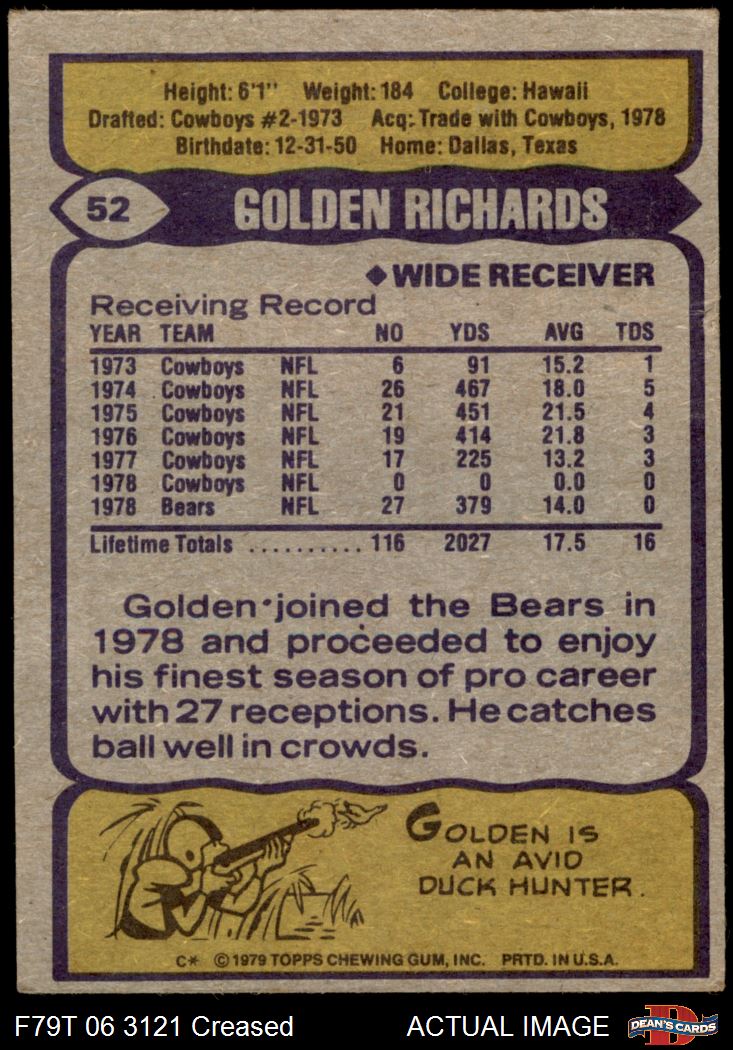 Height: 6'1" Weight: 184 College: Hawaii
Drafted: Cowboys #2-1973 Acq: Trade with Cowboys, 1978
Birthdate: 12-31-50 Home: Dallas, Texas
52 GOLDEN RICHARDS
◆ WIDE RECEIVER
Receiving Record
YEAR TEAM NO YDS AVG TDS
1973 Cowboys NFL 6 91 15.2 1
1974 Cowboys NFL 26 467 18.0 5
1975 Cowboys NFL 21 451 21.5 4
1976 Cowboys NFL 19 414 21.8 3
1977 Cowboys NFL 17 225 13.2 3
1978 Cowboys NFL 0 0 0.0 0
1978 Bears NFL 27 379 14.0 0
Lifetime Totals .......... 116 2027 17.5 16
Golden joined the Bears in
1978 and proceeded to enjoy
his finest season of pro career
with 27 receptions. He catches
ball well in crowds.
GOLDEN IS
AN AVID
DUCK HUNTER.
C* © 1979 TOPPS CHEWING GUM, INC. PRTD. IN U.S.A.
F79T 06 3121 Creased ACTUAL IMAGE
D
DEAN'S CARDS